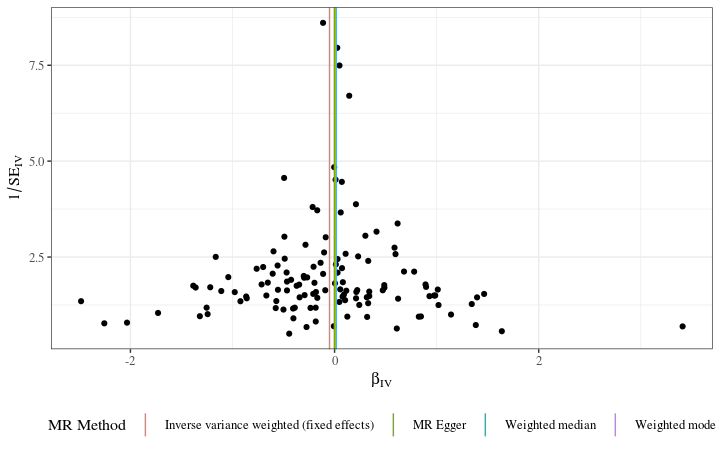 7.5
5.0
2.5
1/SE_IV
-2
0
2
β_IV
MR Method
Inverse variance weighted (fixed effects)
MR Egger
Weighted median
Weighted mode